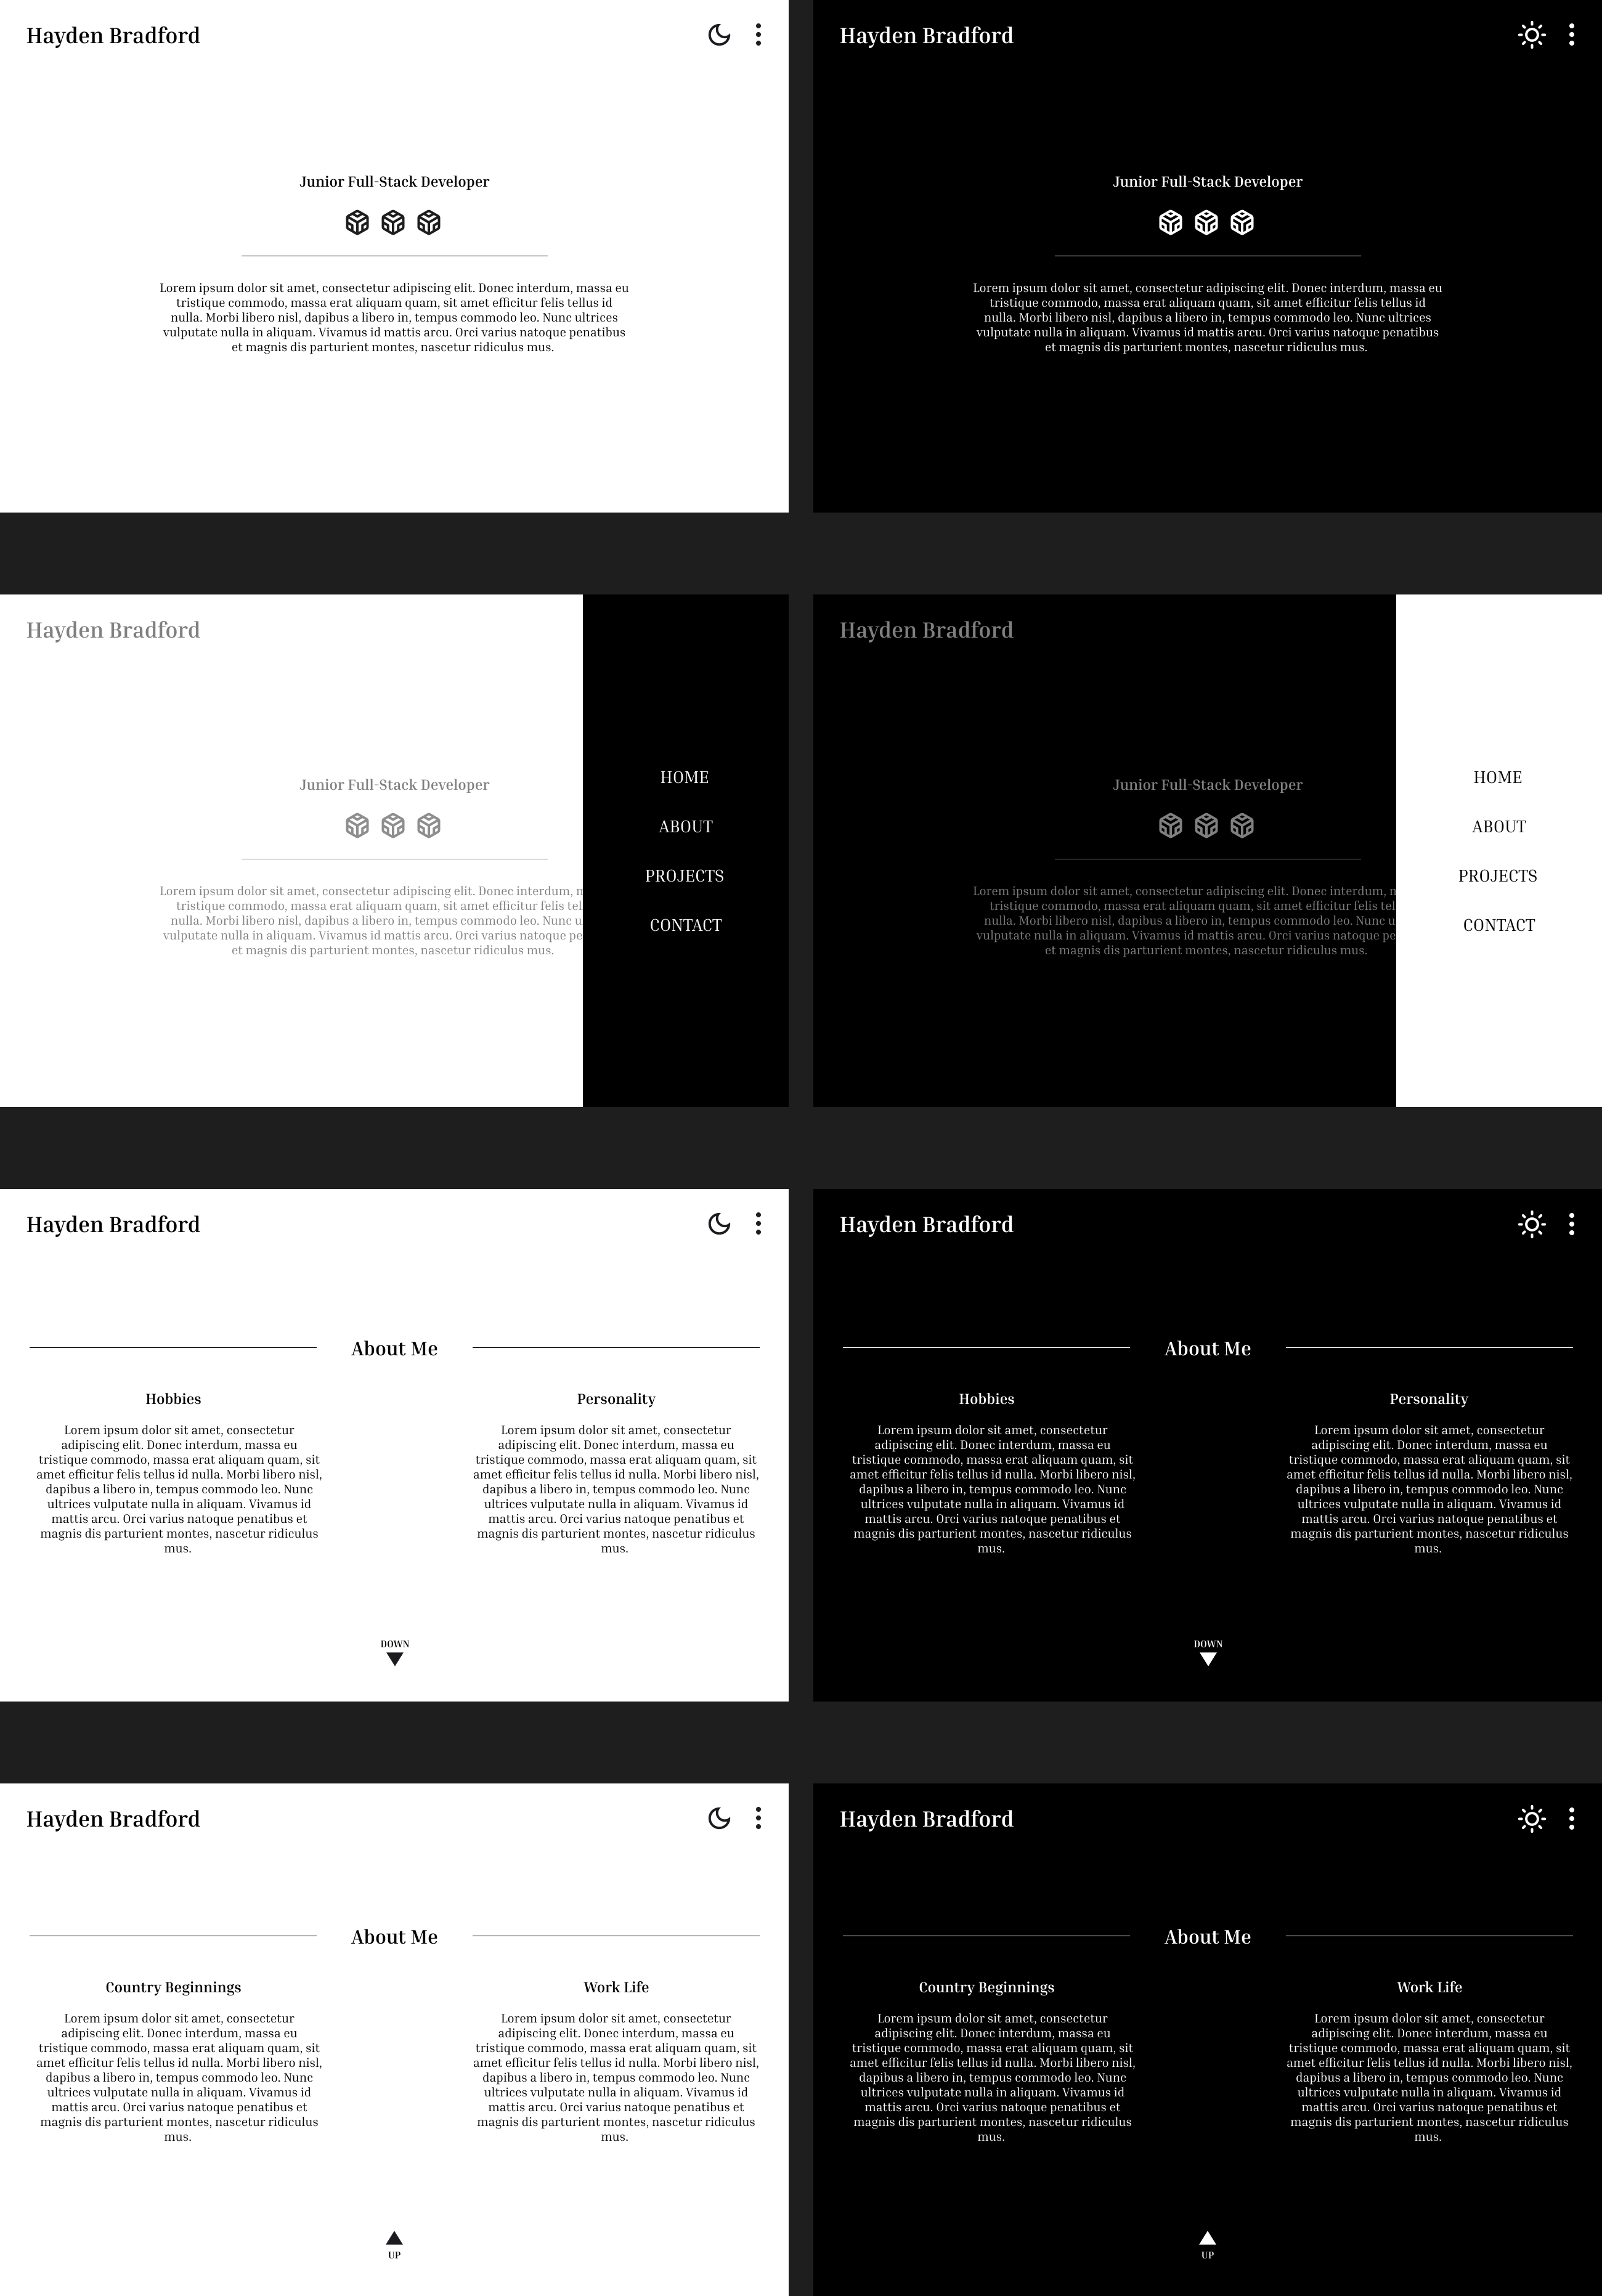 Hayden Bradford
Junior Full-Stack Developer
Lorem ipsum dolor sit amet, consectetur adipiscing elit. Donec interdum, massa eu
tristique commodo, massa erat aliquam quam, sit amet efficitur felis tellus id
nulla. Morbi libero nisl, dapibus a libero in, tempus commodo leo. Nunc ultrices
vulputate nulla in aliquam. Vivamus id mattis arcu. Orci varius natoque penatibus
et magnis dis parturient montes, nascetur ridiculus mus.
Hayden Bradford
Junior Full-Stack Developer
Lorem ipsum dolor sit amet, consectetur adipiscing elit. Donec interdum, massa eu
tristique commodo, massa erat aliquam quam, sit amet efficitur felis tellus id
nulla. Morbi libero nisl, dapibus a libero in, tempus commodo leo. Nunc ultrices
vulputate nulla in aliquam. Vivamus id mattis arcu. Orci varius natoque penatibus
et magnis dis parturient montes, nascetur ridiculus mus.
Hayden Bradford
Junior Full-Stack Developer
Lorem ipsum dolor sit amet, consectetur adipiscing elit. Donec interdum,
tristique commodo, massa erat aliquam quam, sit amet efficitur felis
nulla. Morbi libero nisl, dapibus a libero in, tempus commodo leo. Nunc
vulputate nulla in aliquam. Vivamus id mattis arcu. Orci varius natoque
et magnis dis parturient montes, nascetur ridiculus mus.
HOME
ABOUT
PROJECTS
CONTACT
Hayden Bradford
Junior Full-Stack Developer
Lorem ipsum dolor sit amet, consectetur adipiscing elit. Donec interdum,
tristique commodo, massa erat aliquam quam, sit amet efficitur felis
nulla. Morbi libero nisl, dapibus a libero in, tempus commodo leo. Nunc
vulputate nulla in aliquam. Vivamus id mattis arcu. Orci varius natoque
et magnis dis parturient montes, nascetur ridiculus mus.
HOME
ABOUT
PROJECTS
CONTACT
Hayden Bradford
About Me
Hobbies
Lorem ipsum dolor sit amet, consectetur
adipiscing elit. Donec interdum, massa eu
tristique commodo, massa erat aliquam quam, sit
amet efficitur felis tellus id nulla. Morbi libero nisl,
dapibus a libero in, tempus commodo leo. Nunc
ultrices vulputate nulla in aliquam. Vivamus id
mattis arcu. Orci varius natoque penatibus et
magnis dis parturient montes, nascetur ridiculus
mus.
Personality
Lorem ipsum dolor sit amet, consectetur
adipiscing elit. Donec interdum, massa eu
tristique commodo, massa erat aliquam quam, sit
amet efficitur felis tellus id nulla. Morbi libero nisl,
dapibus a libero in, tempus commodo leo. Nunc
ultrices vulputate nulla in aliquam. Vivamus id
mattis arcu. Orci varius natoque penatibus et
magnis dis parturient montes, nascetur ridiculus
mus.
DOWN
Hayden Bradford
About Me
Hobbies
Lorem ipsum dolor sit amet, consectetur
adipiscing elit. Donec interdum, massa eu
tristique commodo, massa erat aliquam quam, sit
amet efficitur felis tellus id nulla. Morbi libero nisl,
dapibus a libero in, tempus commodo leo. Nunc
ultrices vulputate nulla in aliquam. Vivamus id
mattis arcu. Orci varius natoque penatibus et
magnis dis parturient montes, nascetur ridiculus
mus.
Personality
Lorem ipsum dolor sit amet, consectetur
adipiscing elit. Donec interdum, massa eu
tristique commodo, massa erat aliquam quam, sit
amet efficitur felis tellus id nulla. Morbi libero nisl,
dapibus a libero in, tempus commodo leo. Nunc
ultrices vulputate nulla in aliquam. Vivamus id
mattis arcu. Orci varius natoque penatibus et
magnis dis parturient montes, nascetur ridiculus
mus.
DOWN
Hayden Bradford
About Me
Country Beginnings
Lorem ipsum dolor sit amet, consectetur
adipiscing elit. Donec interdum, massa eu
tristique commodo, massa erat aliquam quam, sit
amet efficitur felis tellus id nulla. Morbi libero nisl,
dapibus a libero in, tempus commodo leo. Nunc
ultrices vulputate nulla in aliquam. Vivamus id
mattis arcu. Orci varius natoque penatibus et
magnis dis parturient montes, nascetur ridiculus
mus.
Work Life
Lorem ipsum dolor sit amet, consectetur
adipiscing elit. Donec interdum, massa eu
tristique commodo, massa erat aliquam quam, sit
amet efficitur felis tellus id nulla. Morbi libero nisl,
dapibus a libero in, tempus commodo leo. Nunc
ultrices vulputate nulla in aliquam. Vivamus id
mattis arcu. Orci varius natoque penatibus et
magnis dis parturient montes, nascetur ridiculus
mus.
UP
Hayden Bradford
About Me
Country Beginnings
Lorem ipsum dolor sit amet, consectetur
adipiscing elit. Donec interdum, massa eu
tristique commodo, massa erat aliquam quam, sit
amet efficitur felis tellus id nulla. Morbi libero nisl,
dapibus a libero in, tempus commodo leo. Nunc
ultrices vulputate nulla in aliquam. Vivamus id
mattis arcu. Orci varius natoque penatibus et
magnis dis parturient montes, nascetur ridiculus
mus.
Work Life
Lorem ipsum dolor sit amet, consectetur
adipiscing elit. Donec interdum, massa eu
tristique commodo, massa erat aliquam quam, sit
amet efficitur felis tellus id nulla. Morbi libero nisl,
dapibus a libero in, tempus commodo leo. Nunc
ultrices vulputate nulla in aliquam. Vivamus id
mattis arcu. Orci varius natoque penatibus et
magnis dis parturient montes, nascetur ridiculus
mus.
UP